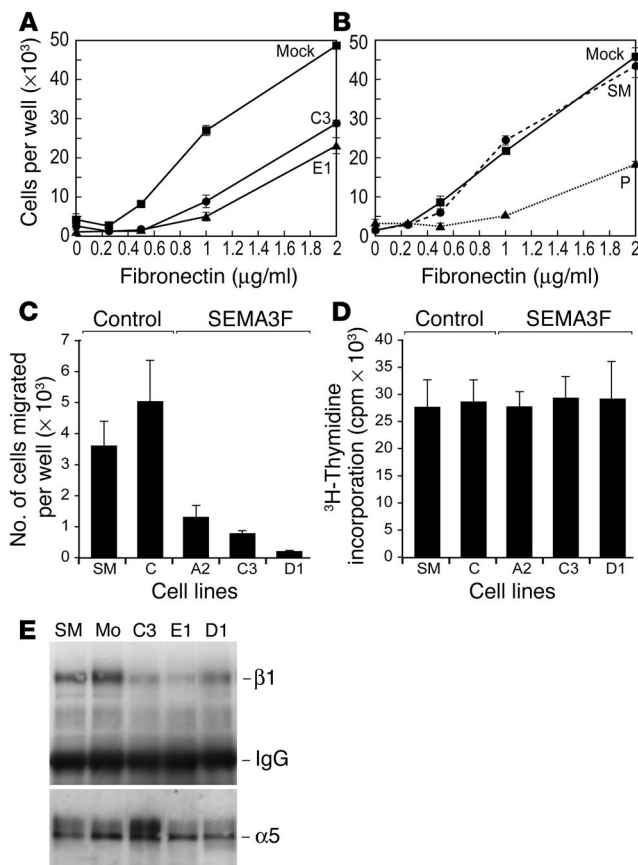 A
Cells per well (×10³)
50
40
30
20
10
0
Mock
C3
E1
0 0.2 0.4 0.6 0.8 1 1.2 1.4 1.6 1.8 2
Fibronectin (µg/ml)
B
50
40
30
20
10
0
Mock
SM
P
0 0.2 0.4 0.6 0.8 1 1.2 1.4 1.6 1.8 2
Fibronectin (µg/ml)
C
Control SEMA3F
No. of cells migrated
per well (× 10³)
7
6
5
4
3
2
1
0
SM C A2 C3 D1
Cell lines
D
Control SEMA3F
³H-Thymidine
incorporation (cpm × 10³)
40
35
30
25
20
15
10
5
0
SM C A2 C3 D1
Cell lines
E
SM Mo C3 E1 D1
β1
IgG
α5